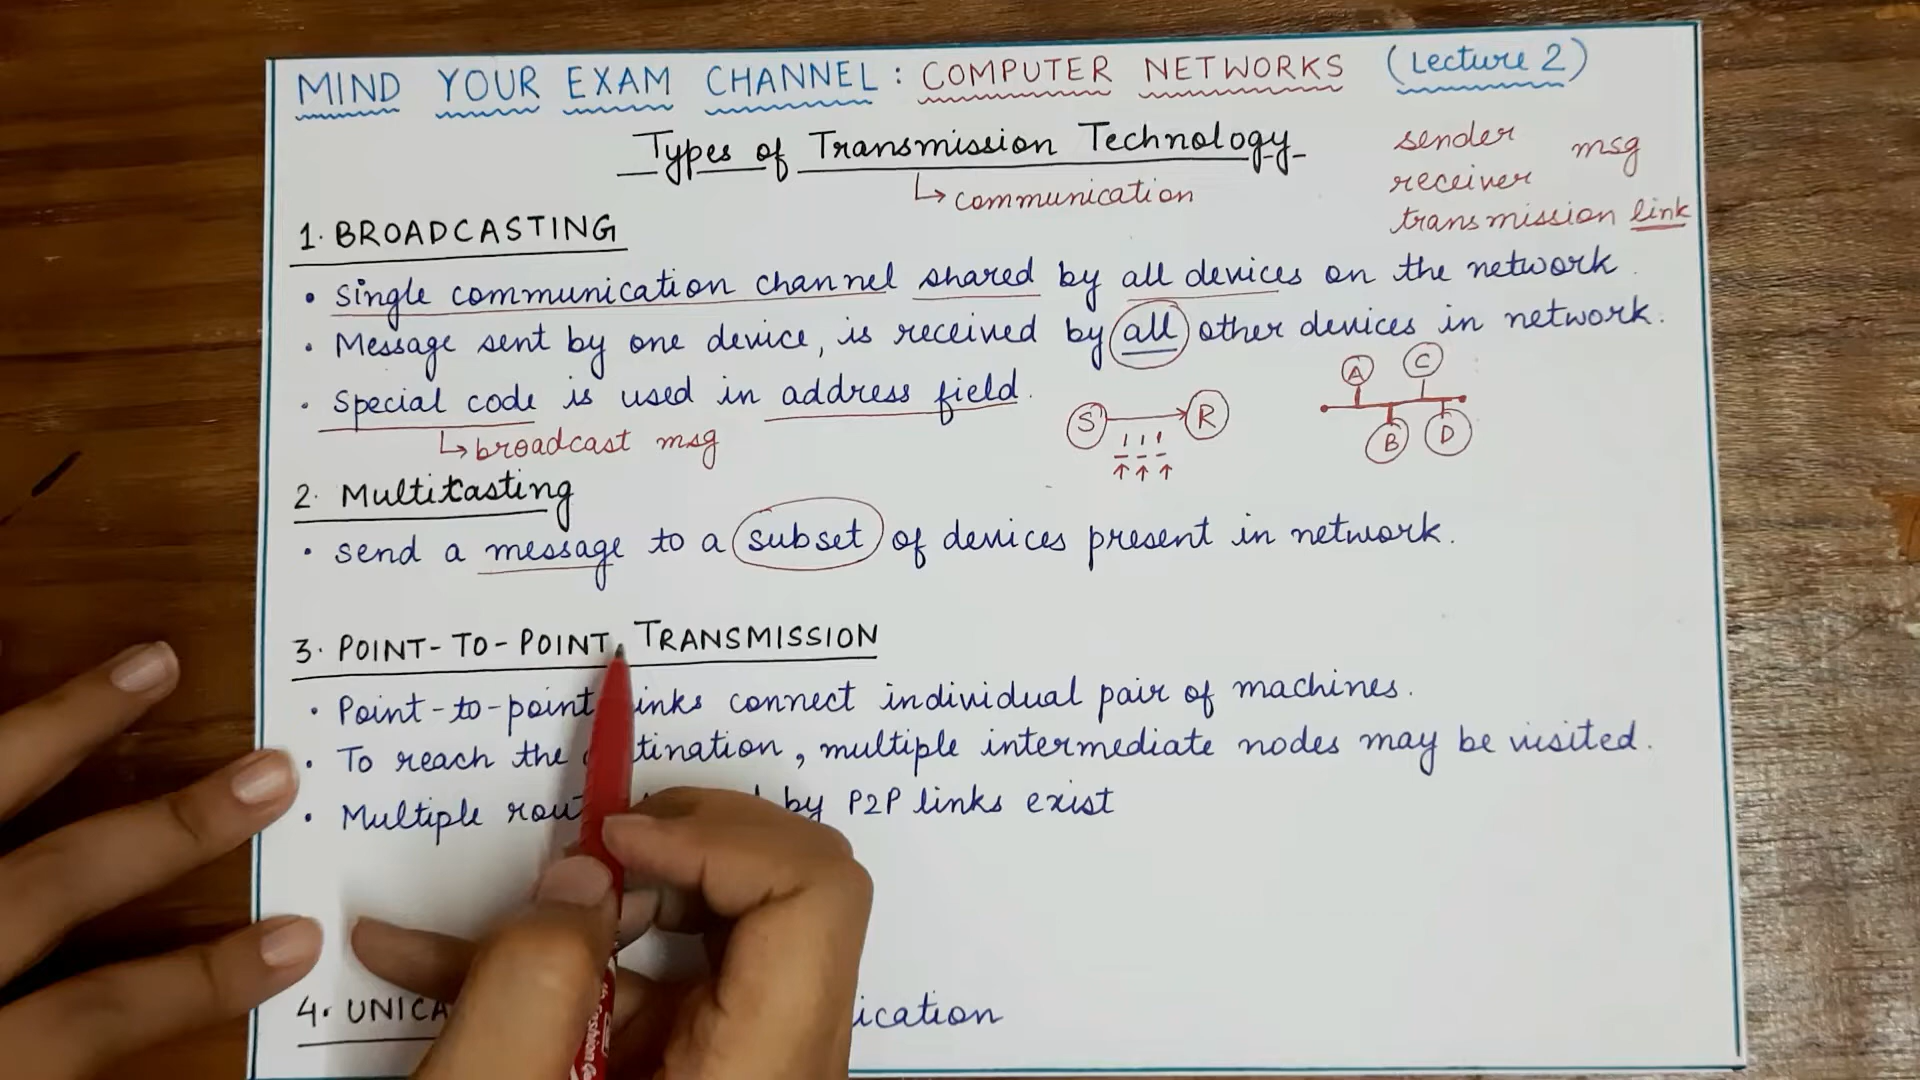 MIND YOUR EXAM CHANNEL : COMPUTER NETWORKS (Lecture 2)
Types of Transmission Technology
↳ communication
sender msg
receiver
transmission link
1. BROADCASTING
• Single communication channel shared by all devices on the network.
• Message sent by one device, is received by all other devices in network.
• Special code is used in address field.
↳ broadcast msg
S R
A C
B D
2. Multicasting
• send a message to a subset of devices present in network.
3. POINT-TO-POINT TRANSMISSION
• Point-to-point inks connect individual pair of machines.
• To reach the tination, multiple intermediate nodes may be visited.
• Multiple rou by P2P links exist
4. UNICA ication